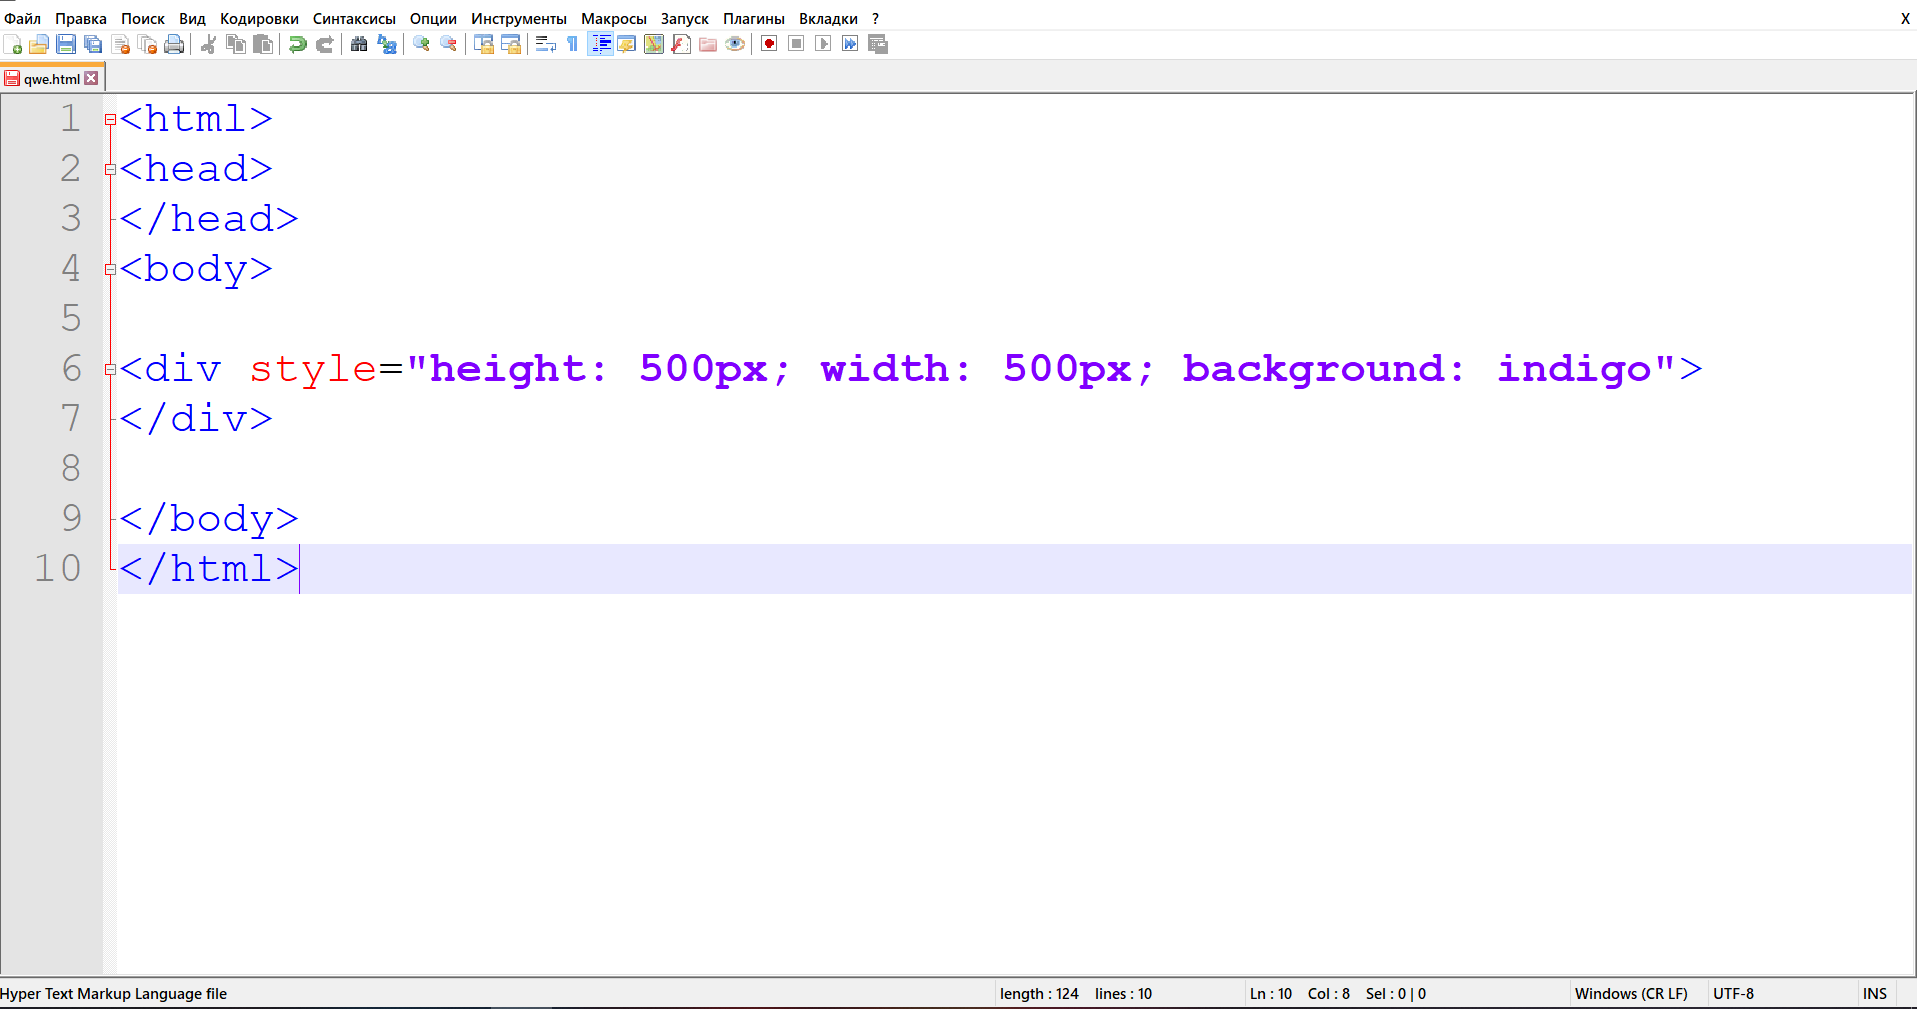 Файл Правка Поиск Вид Кодировки Синтаксисы Опции Инструменты Макросы Запуск Плагины Вкладки ? X
qwe.html
1 <html>
2 <head>
3 </head>
4 <body>
5
6 <div style="height: 500px; width: 500px; background: indigo">
7 </div>
8
9 </body>
10 </html>
Hyper Text Markup Language file length : 124 lines : 10 Ln : 10 Col : 8 Sel : 0 | 0 Windows (CR LF) UTF-8 INS